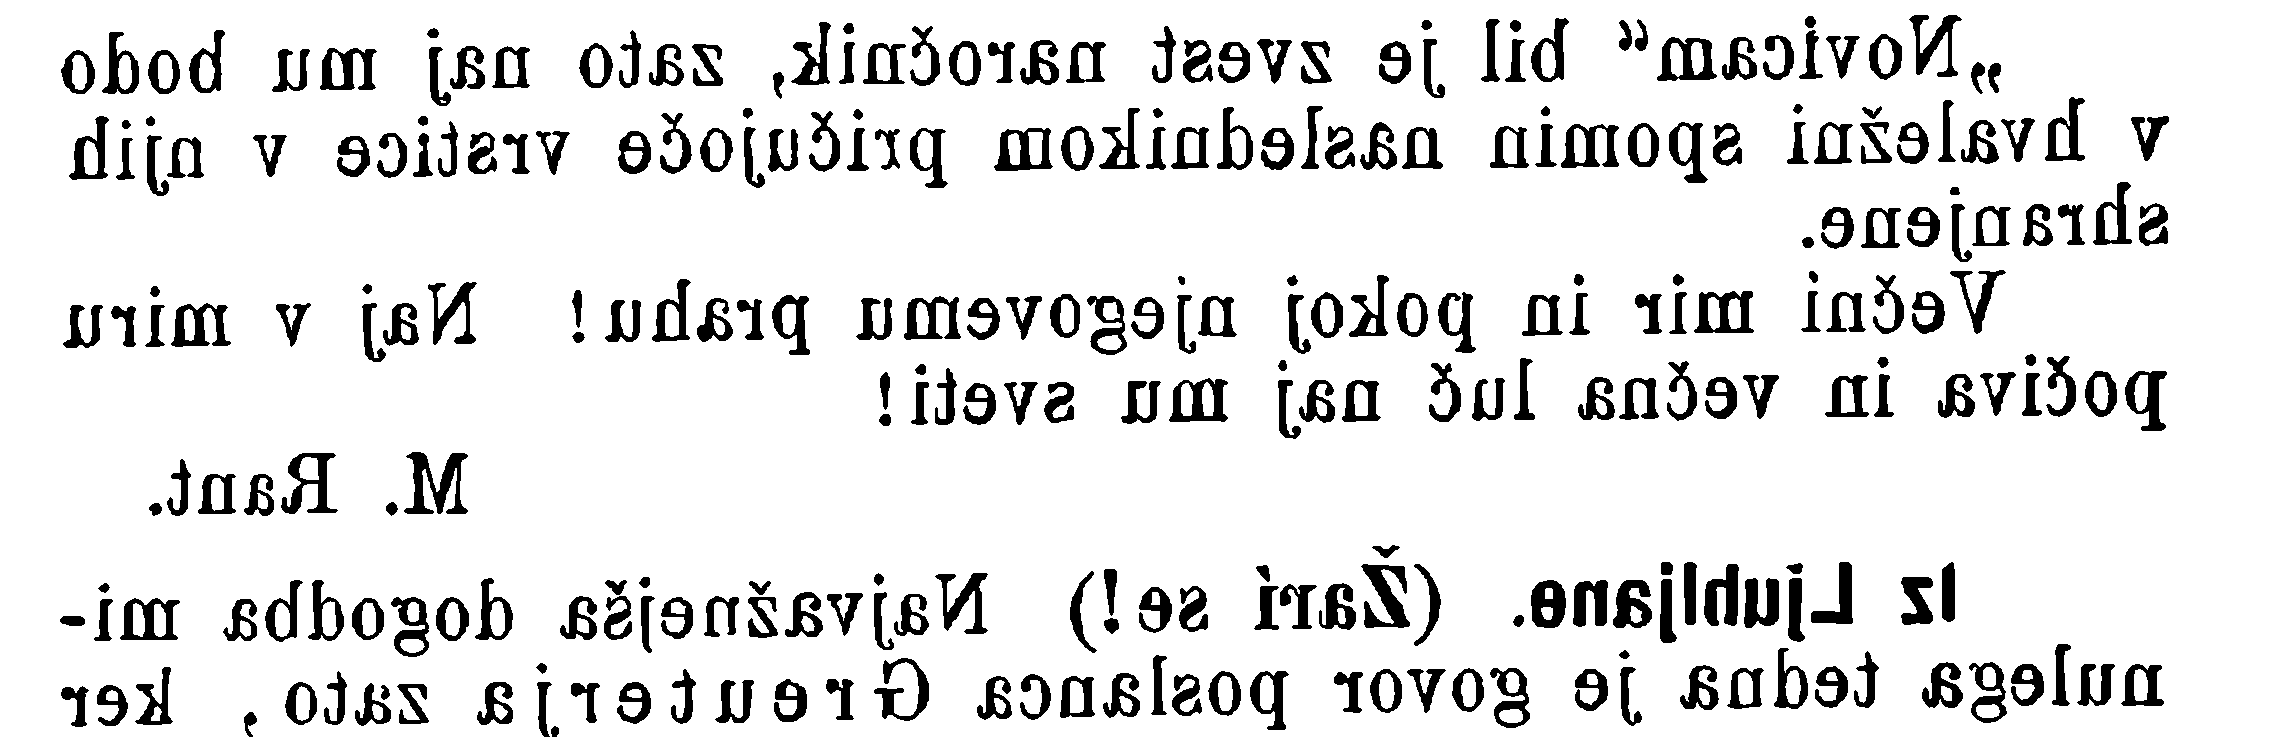 „Novicam“ bil je zvest naročnik, zato naj mu bodo
v hvaležni spomin naslednikom pričujoče vrstice v njih
shranjene.
Večni mir in pokoj njegovemu prahu! Naj v miru
počiva in večna luč naj mu sveti!
M. Rant.
Iz Ljubljane. (Žari se!) Najvažnejša dogodba mi-
nulega tedna je govor poslanca Greuterja zato, ker